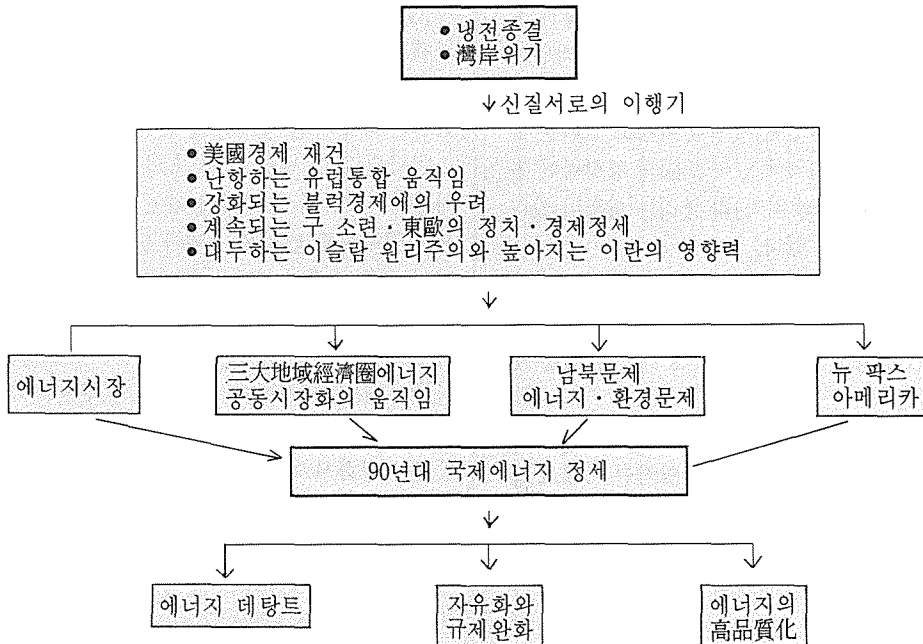 ● 냉전종결
● 灣岸위기
신질서로의 이행기
● 美國경제 재건
● 난항하는 유럽통합 움직임
● 강화되는 블럭경제에의 우려
● 계속되는 구 소련·東歐의 정치·경제정세
● 대두하는 이슬람 원리주의와 높아지는 이란의 영향력
에너지시장
三大地域經濟圈에너지
공동시장화의 움직임
남북문제
에너지·환경문제
뉴 팍스
아메리카
90년대 국제에너지 정세
에너지 데탕트
자유화와
규제완화
에너지의
高品質化